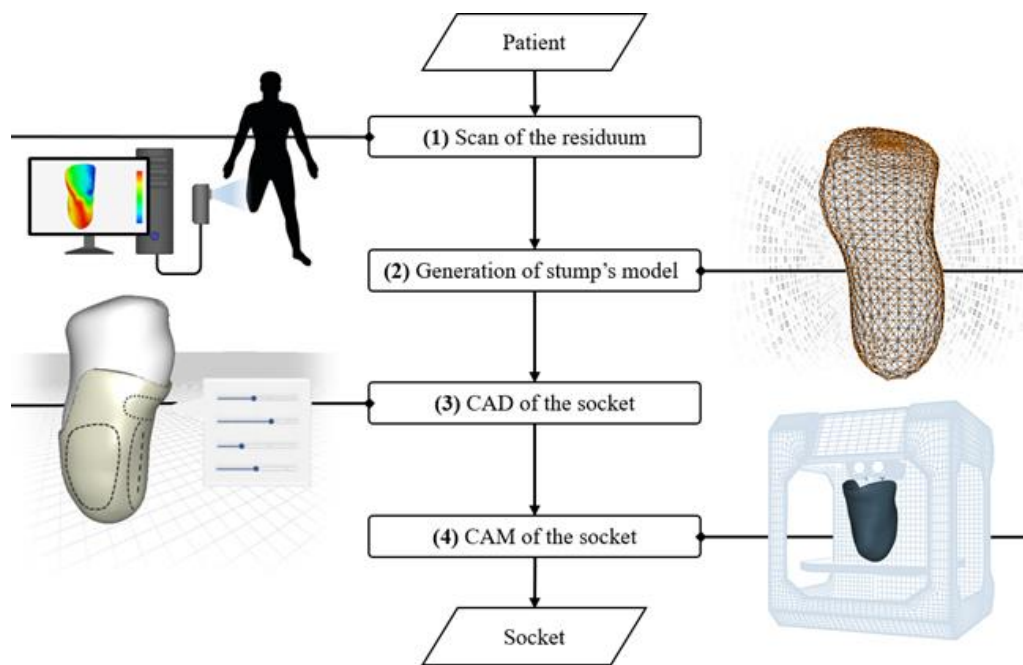 Patient
(1) Scan of the residuum
(2) Generation of stump's model
(3) CAD of the socket
(4) CAM of the socket
Socket